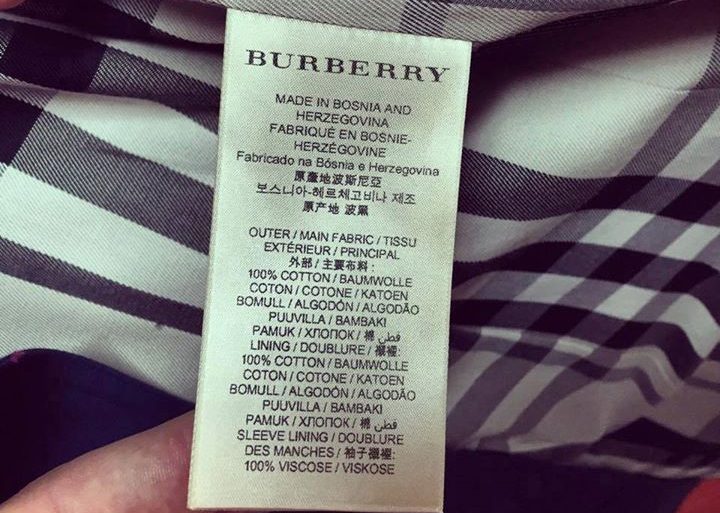 BURBERRY
MADE IN BOSNIA AND
HERZEGOVINA
FABRIQUÉ EN BOSNIE-
HERZÉGOVINE
Fabricado na Bósnia e Herzegovina
原產地波斯尼亞
보스니아-헤르체고비나 제조
原产地 波黑
OUTER / MAIN FABRIC / TISSU
EXTÉRIEUR / PRINCIPAL
外部 / 主要布料 :
100% COTTON / BAUMWOLLE
COTON / COTONE / KATOEN
BOMULL / ALGODÓN / ALGODÃO
PUUVILLA / BAMBAKI
PAMUK / ХЛОПОК / 棉 / قطن
LINING / DOUBLURE / 襯裡:
100% COTTON / BAUMWOLLE
COTON / COTONE / KATOEN
BOMULL / ALGODÓN / ALGODÃO
PUUVILLA / BAMBAKI
PAMUK / ХЛОПОК / 棉 / قطن
SLEEVE LINING / DOUBLURE
DES MANCHES / 袖子襯裡:
100% VISCOSE / VISKOSE